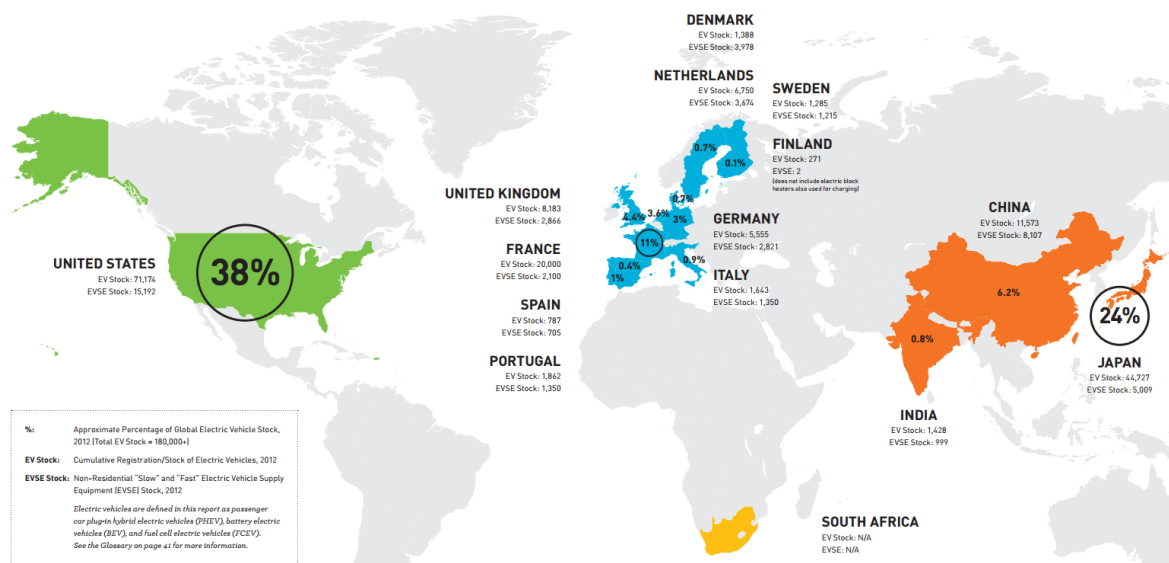 DENMARK
EV Stock: 1,388
EVSE Stock: 3,978
NETHERLANDS
EV Stock: 6,750
EVSE Stock: 3,674
SWEDEN
EV Stock: 1,285
EVSE Stock: 1,215
FINLAND
EV Stock: 271
EVSE: 2
(does not include electric block
heaters also used for charging)
0.7%
0.1%
0.7%
UNITED KINGDOM
EV Stock: 8,183
EVSE Stock: 2,866
4.4%
3.6%
3%
GERMANY
EV Stock: 5,555
EVSE Stock: 2,821
FRANCE
EV Stock: 20,000
EVSE Stock: 2,100
11%
0.9%
ITALY
EV Stock: 1,643
EVSE Stock: 1,350
SPAIN
EV Stock: 787
EVSE Stock: 705
0.4%
1%
PORTUGAL
EV Stock: 1,862
EVSE Stock: 1,350
UNITED STATES
EV Stock: 71,174
EVSE Stock: 15,192
38%
CHINA
EV Stock: 11,573
EVSE Stock: 8,107
6.2%
24%
JAPAN
EV Stock: 44,727
EVSE Stock: 5,009
0.8%
INDIA
EV Stock: 1,428
EVSE Stock: 999
SOUTH AFRICA
EV Stock: N/A
EVSE: N/A
%: Approximate Percentage of Global Electric Vehicle Stock,
2012 (Total EV Stock = 180,000+)
EV Stock: Cumulative Registration/Stock of Electric Vehicles, 2012
EVSE Stock: Non-Residential "Slow" and "Fast" Electric Vehicle Supply
Equipment (EVSE) Stock, 2012
Electric vehicles are defined in this report as passenger
car plug-in hybrid electric vehicles (PHEV), battery electric
vehicles (BEV), and fuel cell electric vehicles (FCEV).
See the Glossary on page 41 for more information.